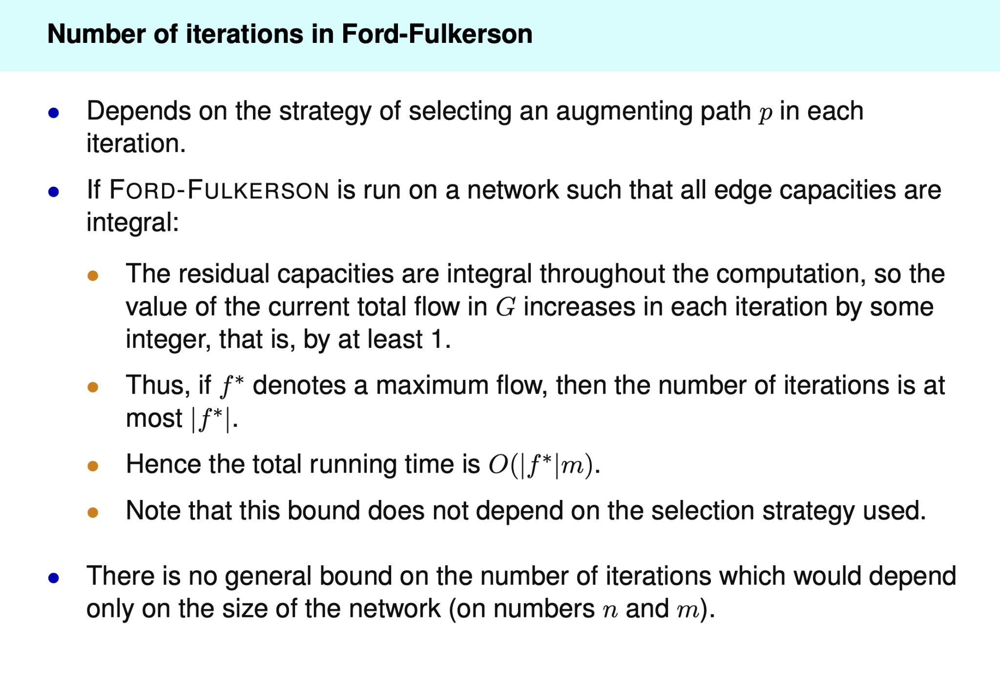 Number of iterations in Ford-Fulkerson
• Depends on the strategy of selecting an augmenting path p in each
iteration.
• If FORD-FULKERSON is run on a network such that all edge capacities are
integral:
• The residual capacities are integral throughout the computation, so the
value of the current total flow in G increases in each iteration by some
integer, that is, by at least 1.
• Thus, if f* denotes a maximum flow, then the number of iterations is at
most |f*|.
• Hence the total running time is O(|f*|m).
• Note that this bound does not depend on the selection strategy used.
• There is no general bound on the number of iterations which would depend
only on the size of the network (on numbers n and m).